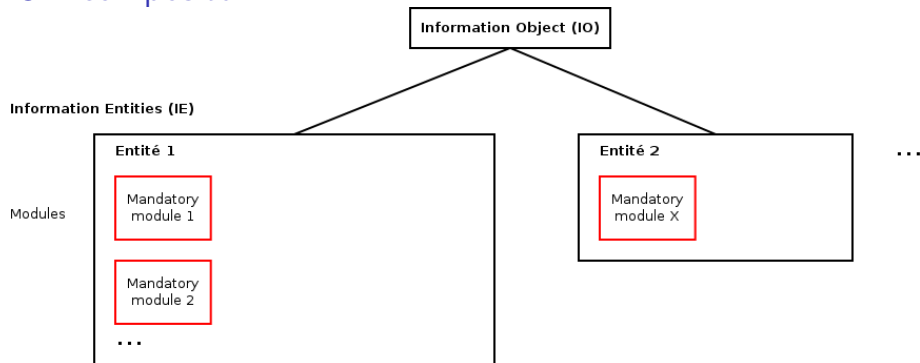 Information Object (IO)
Information Entities (IE)
Entité 1
Entité 2
...
Modules
Mandatory
module 1
Mandatory
module X
Mandatory
module 2
...